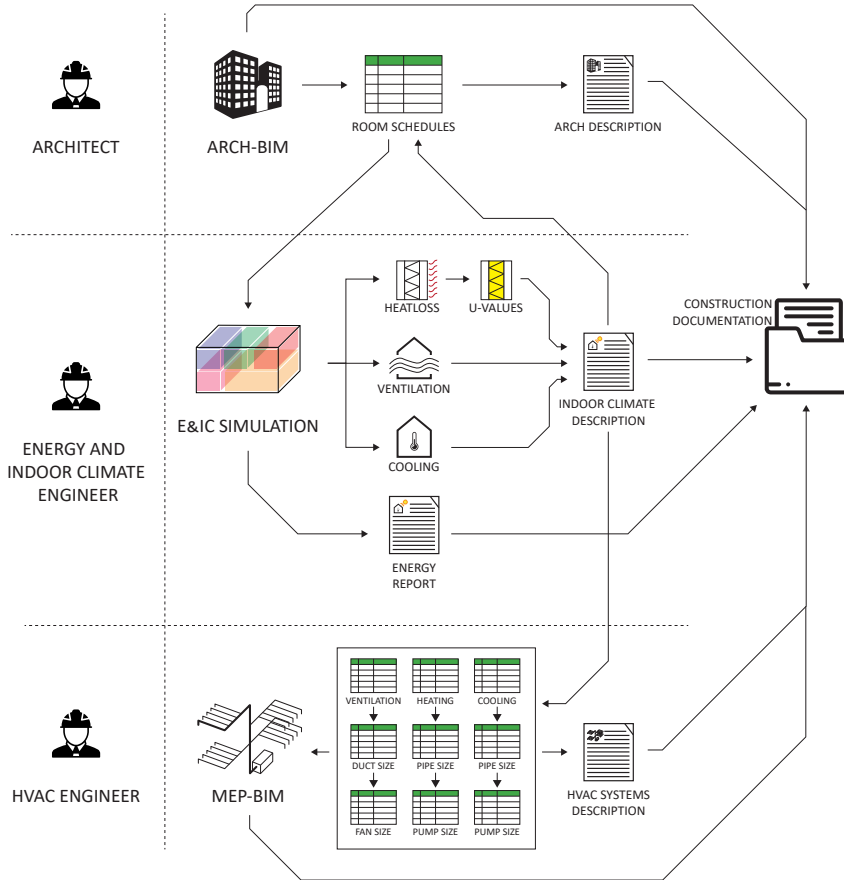 ARCHITECT
ARCH-BIM
ROOM SCHEDULES
ARCH DESCRIPTION
ENERGY AND
INDOOR CLIMATE
ENGINEER
E&IC SIMULATION
HEATLOSS
U-VALUES
VENTILATION
COOLING
INDOOR CLIMATE
DESCRIPTION
CONSTRUCTION
DOCUMENTATION
ENERGY
REPORT
HVAC ENGINEER
MEP-BIM
VENTILATION
HEATING
COOLING
DUCT SIZE
PIPE SIZE
PIPE SIZE
FAN SIZE
PUMP SIZE
PUMP SIZE
HVAC SYSTEMS
DESCRIPTION